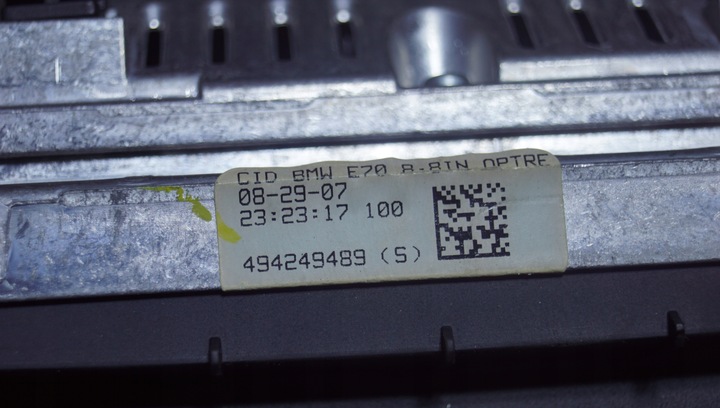 CID BMW E70 8.8IN OPTRE
08-29-07
23:23:17 100
494249489 (S)